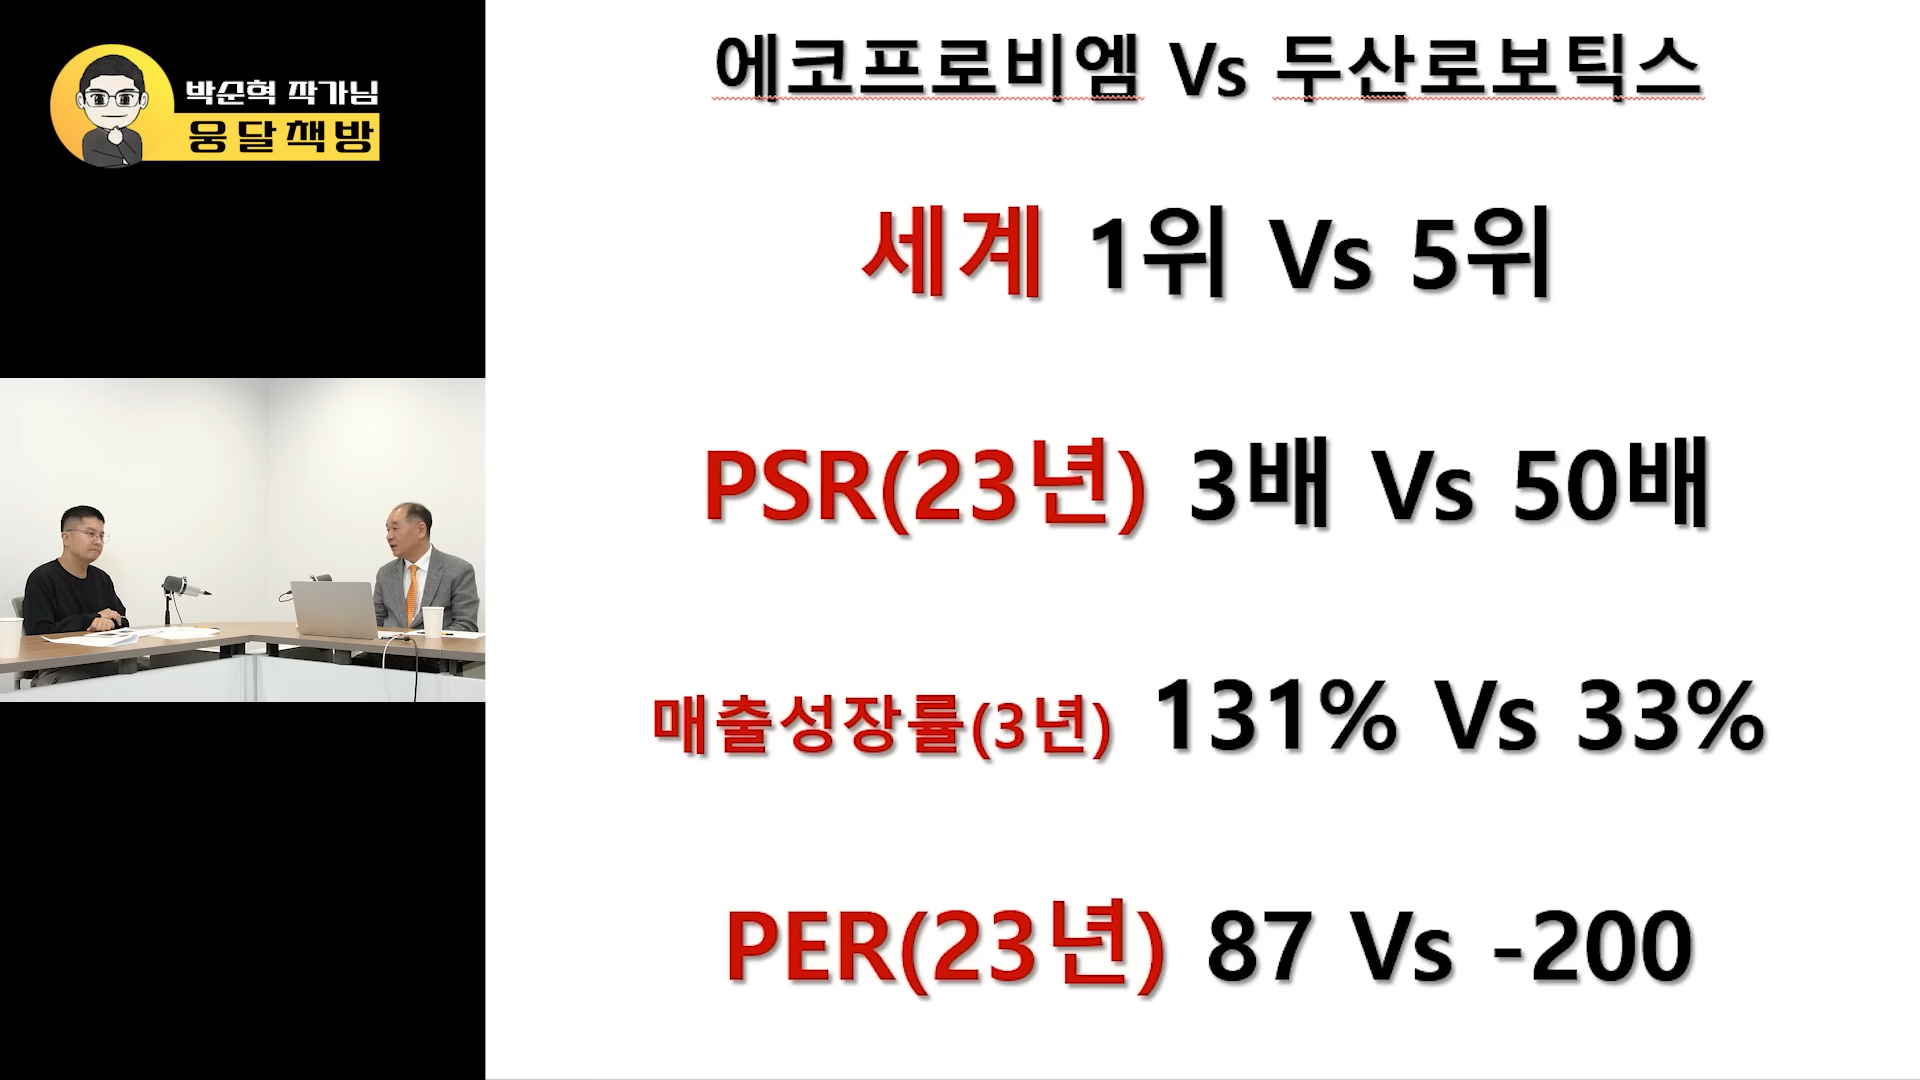 박순혁 작가님
웅달책방
에코프로비엠 Vs 두산로보틱스
세계 1위 Vs 5위
PSR(23년) 3배 Vs 50배
매출성장률(3년) 131% Vs 33%
PER(23년) 87 Vs -200